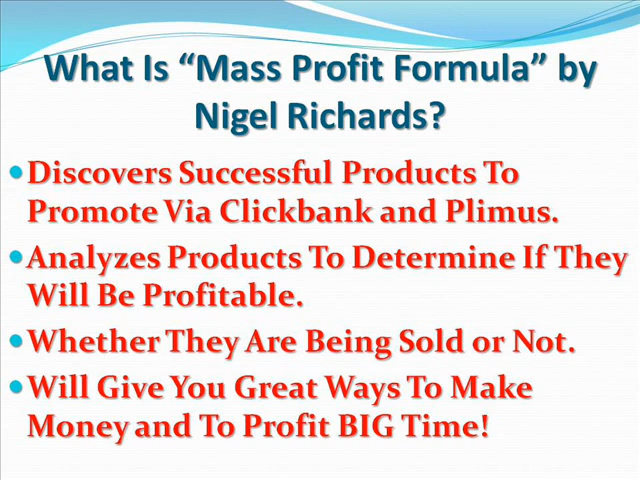 What Is “Mass Profit Formula” by
Nigel Richards?
Discovers Successful Products To
Promote Via Clickbank and Plimus.
Analyzes Products To Determine If They
Will Be Profitable.
Whether They Are Being Sold or Not.
Will Give You Great Ways To Make
Money and To Profit BIG Time!